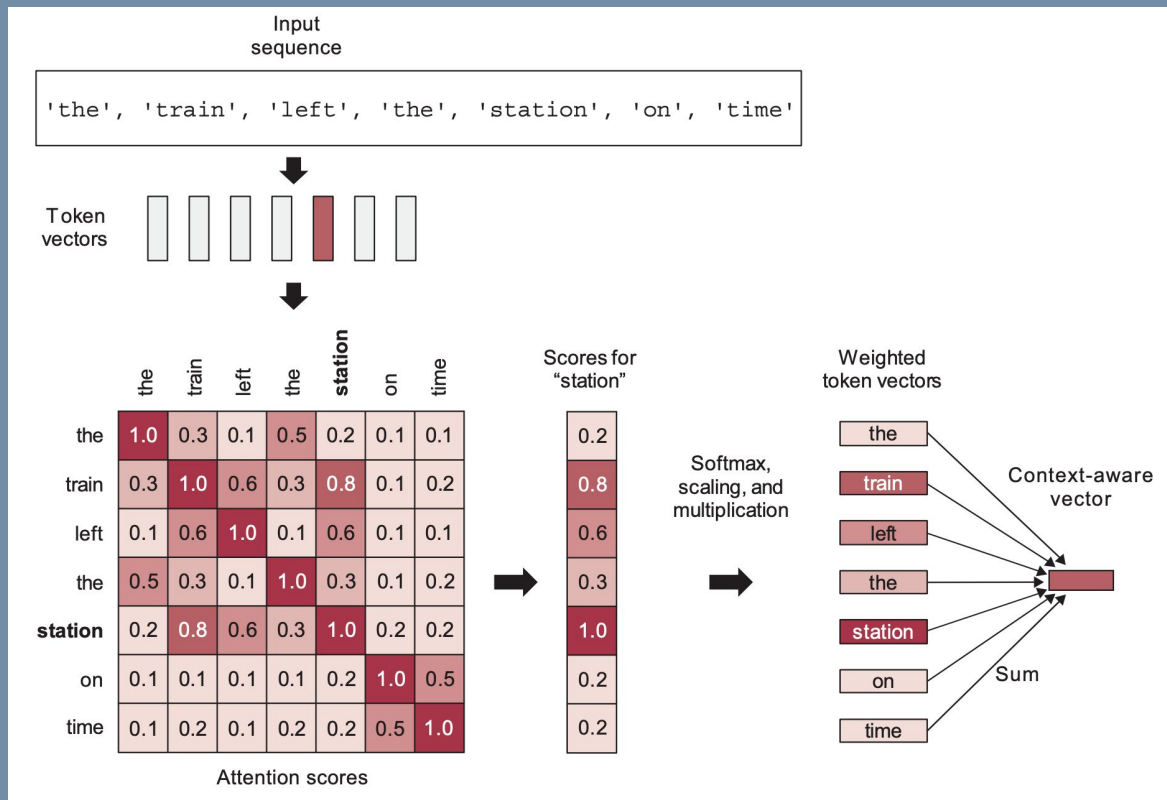 Input
sequence
'the', 'train', 'left', 'the', 'station', 'on', 'time'
Token
vectors
the train left the station on time
the 1.0 0.3 0.1 0.5 0.2 0.1 0.1
train 0.3 1.0 0.6 0.3 0.8 0.1 0.2
left 0.1 0.6 1.0 0.1 0.6 0.1 0.1
the 0.5 0.3 0.1 1.0 0.3 0.1 0.2
station 0.2 0.8 0.6 0.3 1.0 0.2 0.2
on 0.1 0.1 0.1 0.1 0.2 1.0 0.5
time 0.1 0.2 0.1 0.2 0.2 0.5 1.0
Attention scores
Scores for
“station”
0.2
0.8
0.6
0.3
1.0
0.2
0.2
Softmax,
scaling, and
multiplication
Weighted
token vectors
the
train
left
the
station
on
time
Sum
Context-aware
vector